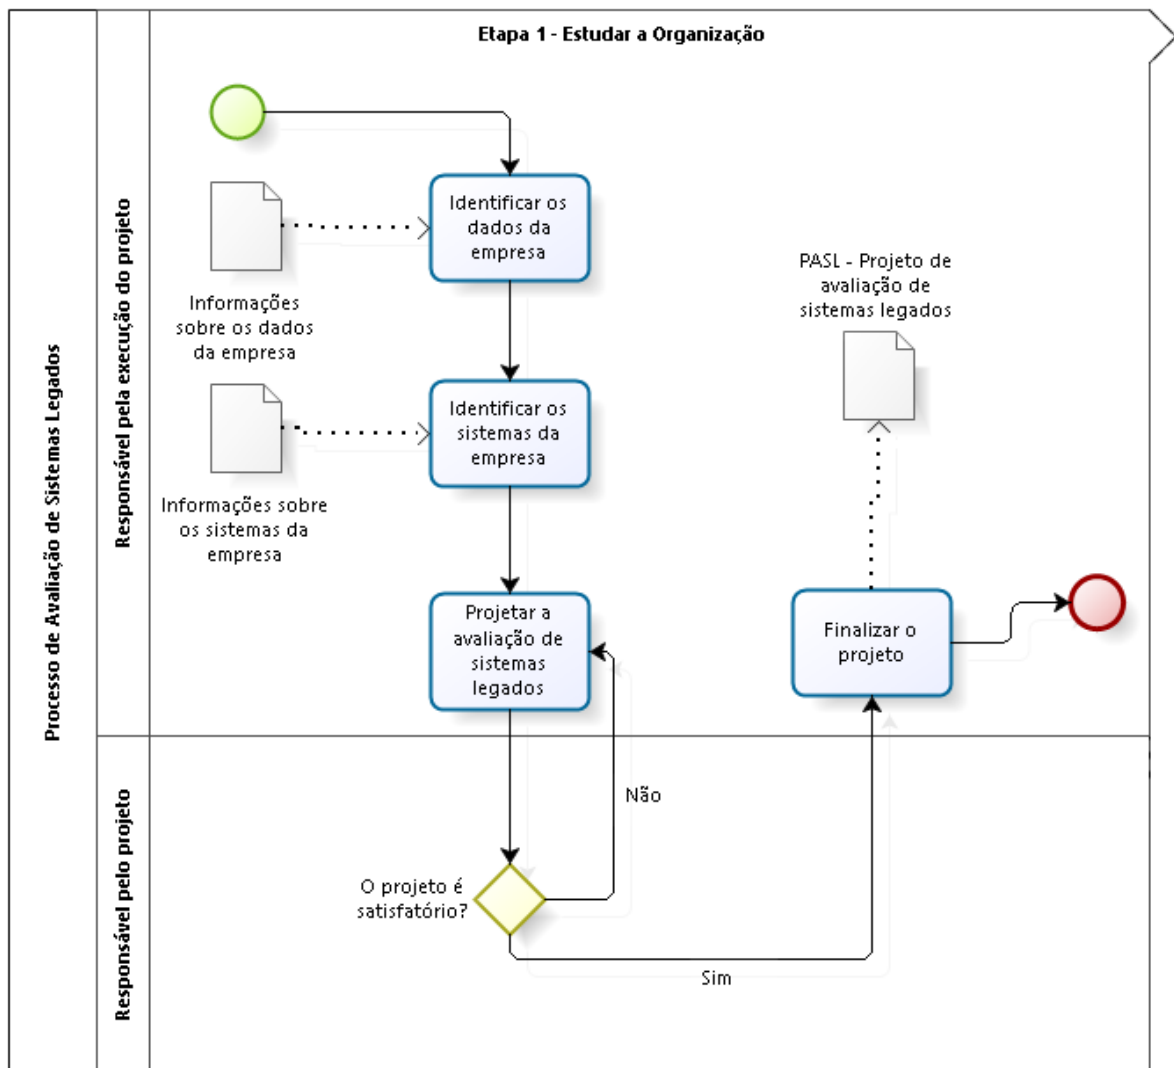 Etapa 1 - Estudar a Organização
Processo de Avaliação de Sistemas Legados
Responsável pela execução do projeto
Identificar os
dados da
empresa
Informações
sobre os dados
da empresa
Identificar os
sistemas da
empresa
Informações sobre
os sistemas da
empresa
Projetar a
avaliação de
sistemas
legados
PASL - Projeto de
avaliação de
sistemas legados
Finalizar o
projeto
Responsável pelo projeto
O projeto é
satisfatório?
Não
Sim